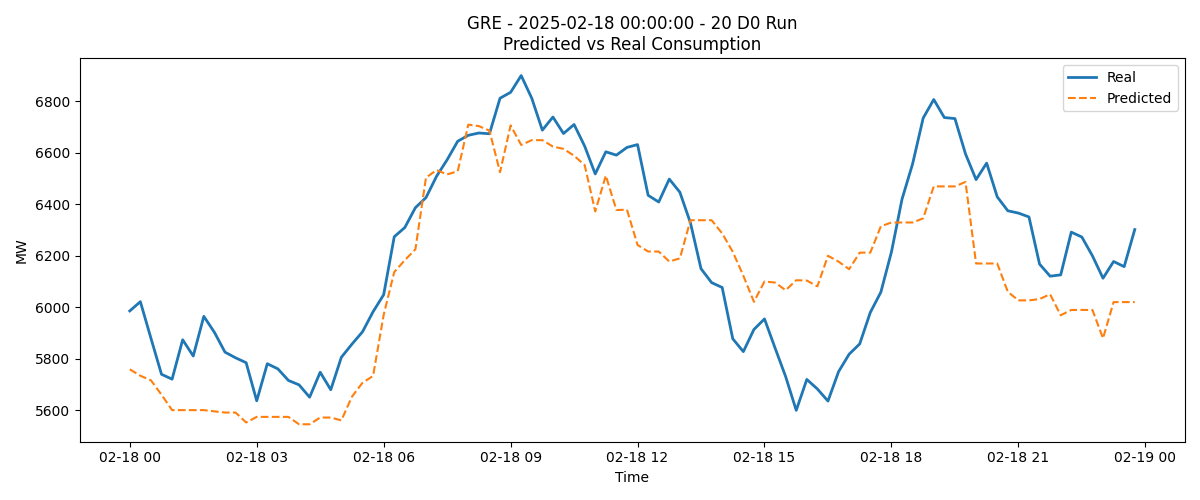 GRE - 2025-02-18 00:00:00 - 20 D0 Run
Predicted vs Real Consumption
Real
Predicted
MW
6800
6600
6400
6200
6000
5800
5600
02-18 00
02-18 03
02-18 06
02-18 09
02-18 12
02-18 15
02-18 18
02-18 21
02-19 00
Time